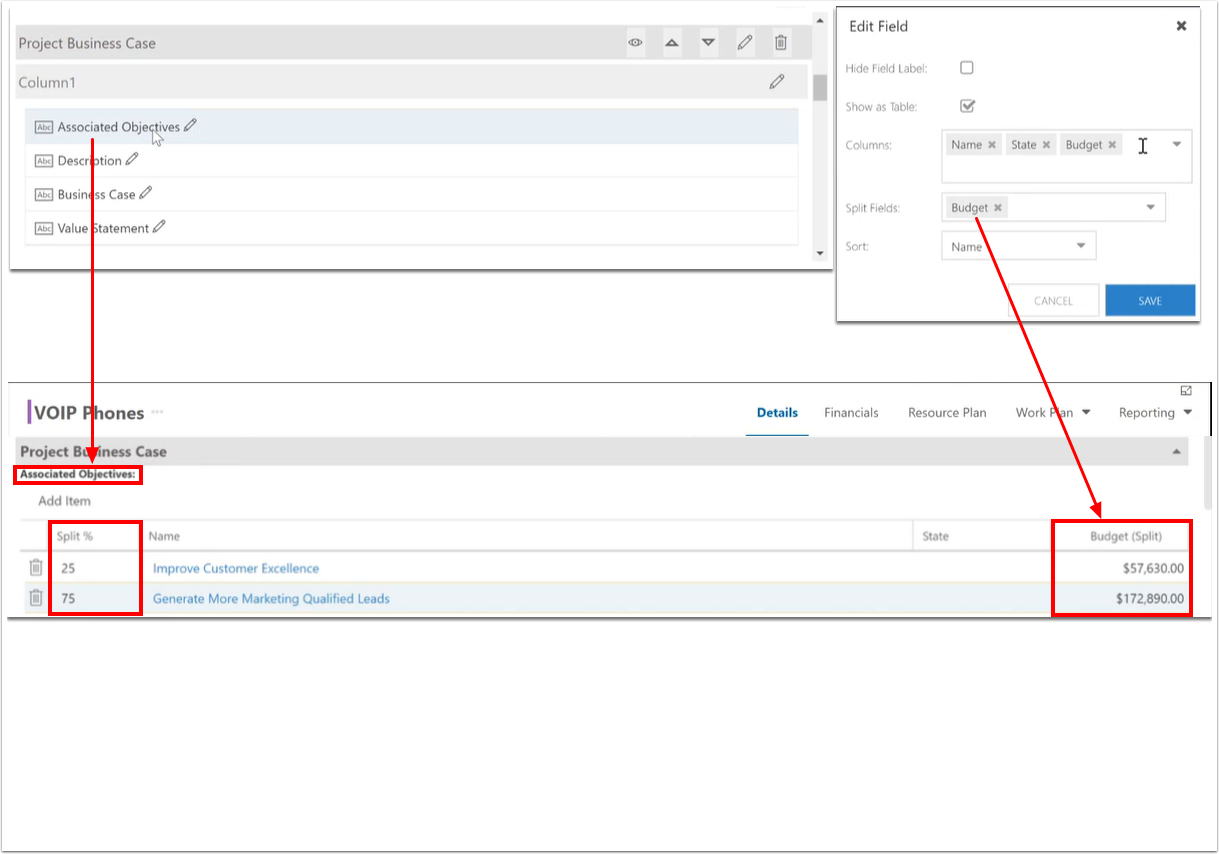 Project Business Case
Column1
Abc Associated Objectives
Abc Description
Abc Business Case
Abc Value Statement
Edit Field
Hide Field Label:
Show as Table:
Columns: Name State Budget
Split Fields: Budget
Sort: Name
CANCEL SAVE
VOIP Phones Details Financials Resource Plan Work Plan Reporting
Project Business Case
Associated Objectives:
Add Item
Split % Name State Budget (Split)
25 Improve Customer Excellence $57,630.00
75 Generate More Marketing Qualified Leads $172,890.00